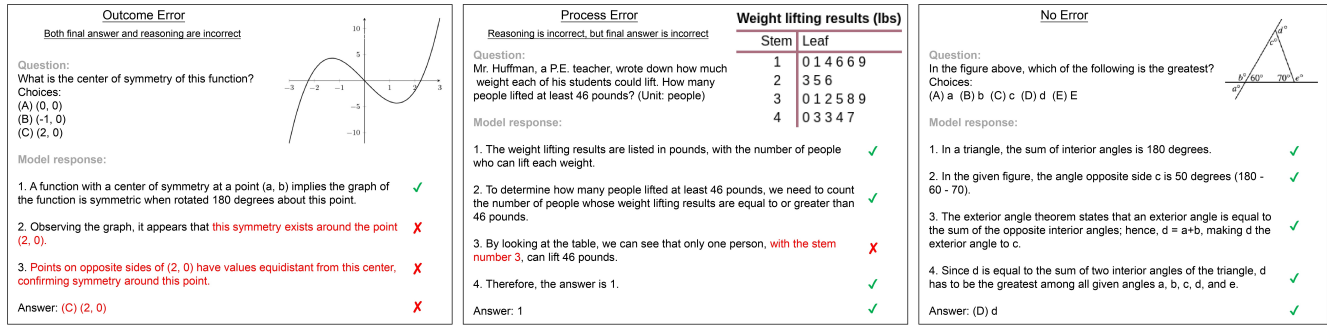 Outcome Error
Both final answer and reasoning are incorrect
Question:
What is the center of symmetry of this function?
Choices:
(A) (0, 0)
(B) (-1, 0)
(C) (2, 0)
10
5
−3 −2 −1 1 2 3
−5
−10
Model response:
1. A function with a center of symmetry at a point (a, b) implies the graph of
the function is symmetric when rotated 180 degrees about this point.
✓
2. Observing the graph, it appears that this symmetry exists around the point
(2, 0).
✗
3. Points on opposite sides of (2, 0) have values equidistant from this center,
confirming symmetry around this point.
✗
Answer: (C) (2, 0) ✗
Process Error
Reasoning is incorrect, but final answer is incorrect
Weight lifting results (lbs)
Stem Leaf
1 0 1 4 6 6 9
2 3 5 6
3 0 1 2 5 8 9
4 0 3 3 4 7
Question:
Mr. Huffman, a P.E. teacher, wrote down how much
weight each of his students could lift. How many
people lifted at least 46 pounds? (Unit: people)
Model response:
1. The weight lifting results are listed in pounds, with the number of people
who can lift each weight.
✓
2. To determine how many people lifted at least 46 pounds, we need to count
the number of people whose weight lifting results are equal to or greater than
46 pounds.
✓
3. By looking at the table, we can see that only one person, with the stem
number 3, can lift 46 pounds.
✗
4. Therefore, the answer is 1. ✓
Answer: 1 ✓
No Error
Question:
In the figure above, which of the following is the greatest?
Choices:
(A) a (B) b (C) c (D) d (E) E
d°
c°
b° 60° 70° e°
a°
Model response:
1. In a triangle, the sum of interior angles is 180 degrees. ✓
2. In the given figure, the angle opposite side c is 50 degrees (180 -
60 - 70).
✓
3. The exterior angle theorem states that an exterior angle is equal to
the sum of the opposite interior angles; hence, d = a+b, making d the
exterior angle to c.
✓
4. Since d is equal to the sum of two interior angles of the triangle, d
has to be the greatest among all given angles a, b, c, d, and e.
✓
Answer: (D) d ✓